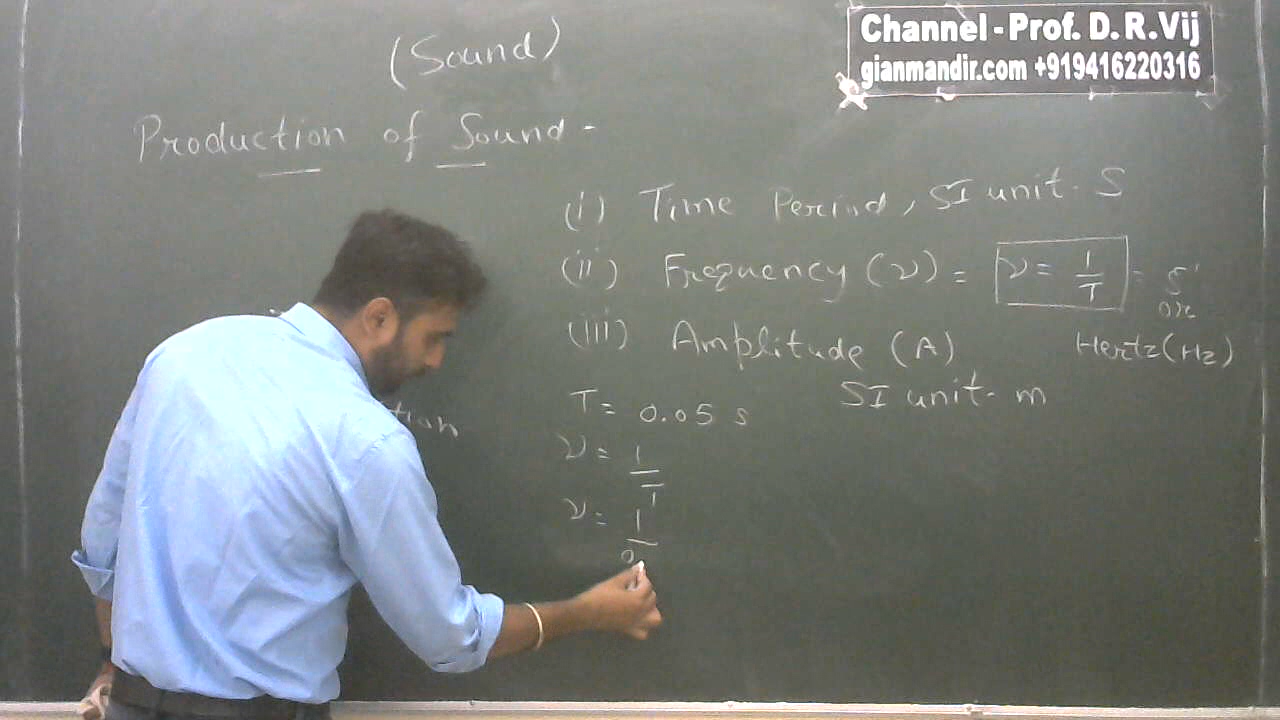 (Sound)
Channel - Prof. D. R. Vij
gianmandir.com +919416220316
Production of Sound -
(i) Time Period, SI unit. S
(ii) Frequency (ν) = ν = 1/T = s⁻¹
or
Hertz (Hz)
(iii) Amplitude (A)
SI unit. m
T = 0.05 s
ν = 1/T
ν = 1/0.